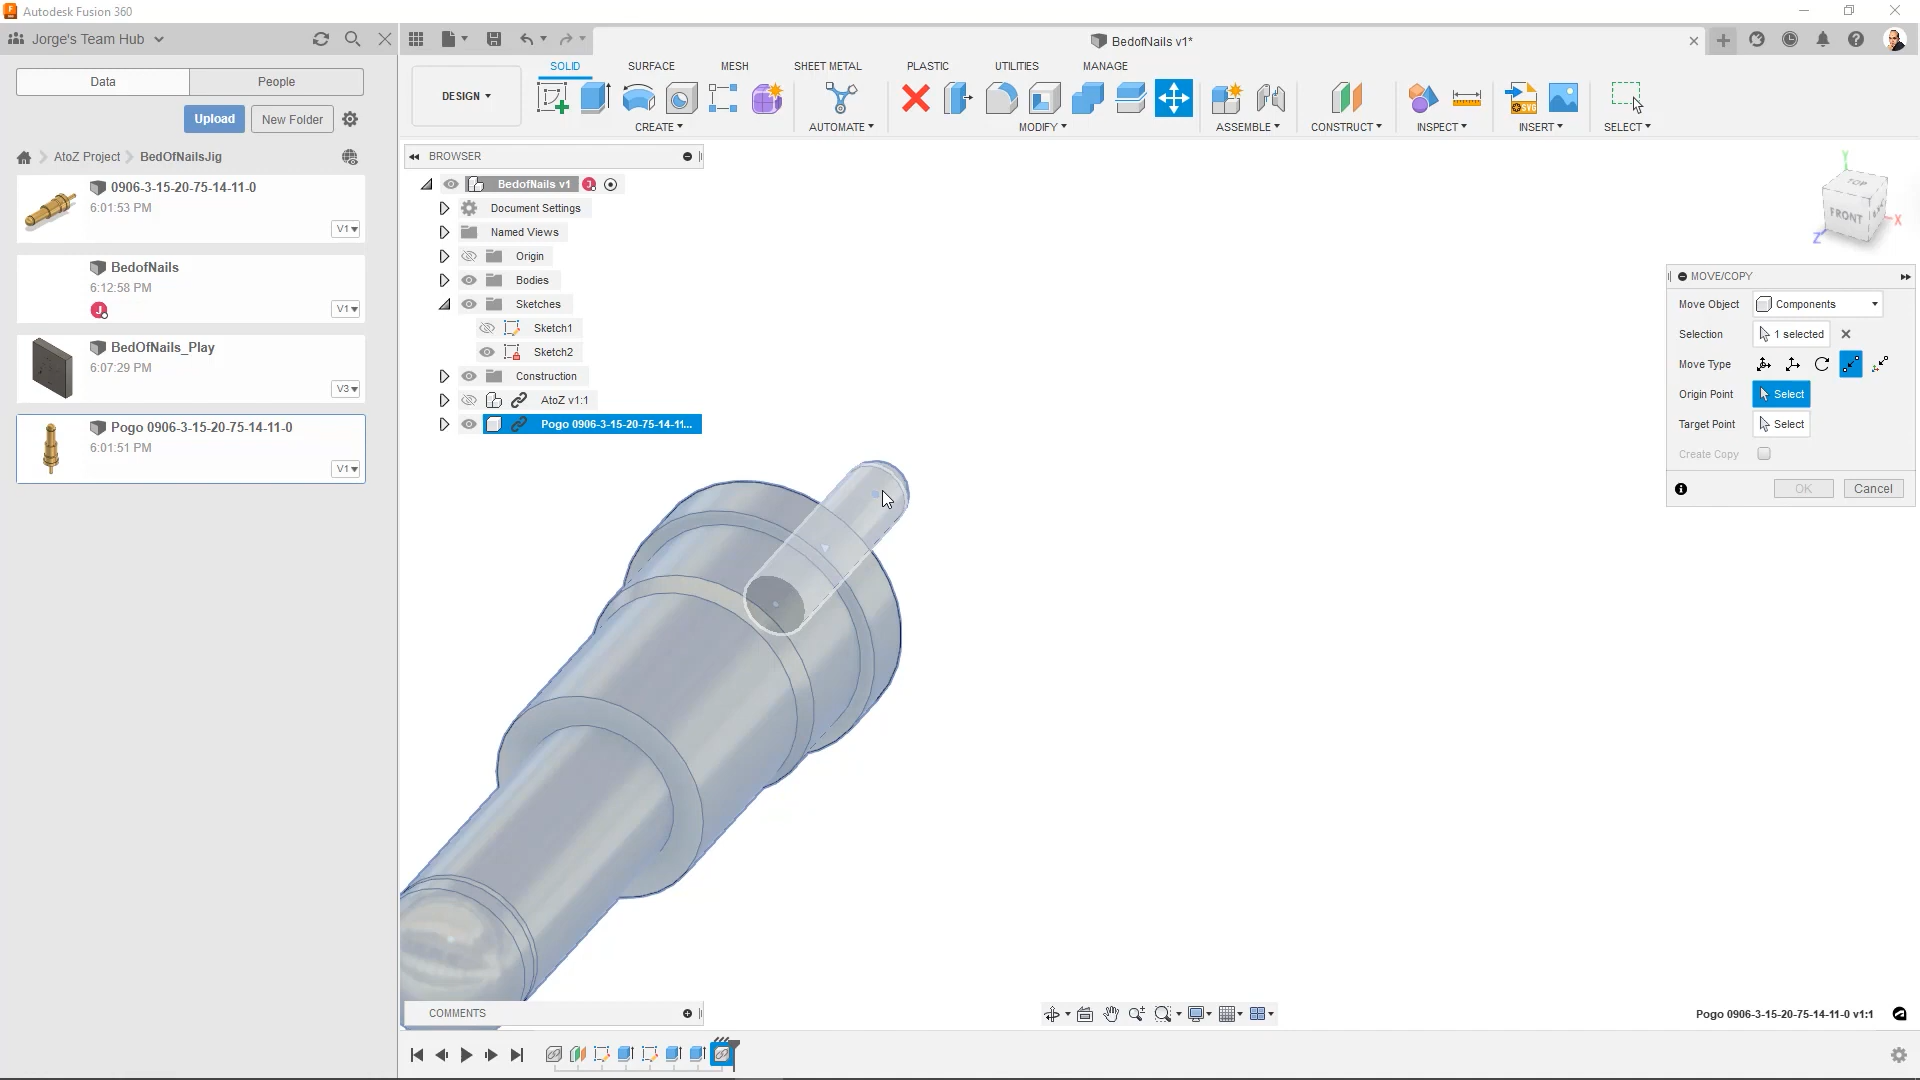 Autodesk Fusion 360
Jorge's Team Hub
Data
People
Upload
New Folder
AtoZ Project
BedOfNailsJig
0906-3-15-20-75-14-11-0
6:01:53 PM
V1
BedofNails
6:12:58 PM
J
V1
BedOfNails_Play
6:07:29 PM
V3
Pogo 0906-3-15-20-75-14-11-0
6:01:51 PM
V1
BedofNails v1*
DESIGN
SOLID
SURFACE
MESH
SHEET METAL
PLASTIC
UTILITIES
MANAGE
CREATE
AUTOMATE
MODIFY
ASSEMBLE
CONSTRUCT
INSPECT
INSERT
SELECT
BROWSER
BedofNails v1
Document Settings
Named Views
Origin
Bodies
Sketches
Sketch1
Sketch2
Construction
AtoZ v1:1
Pogo 0906-3-15-20-75-14-11...
Y
TOP
FRONT
X
Z
MOVE/COPY
Move Object
Components
Selection
1 selected
Move Type
Origin Point
Select
Target Point
Select
Create Copy
OK
Cancel
COMMENTS
Pogo 0906-3-15-20-75-14-11-0 v1:1